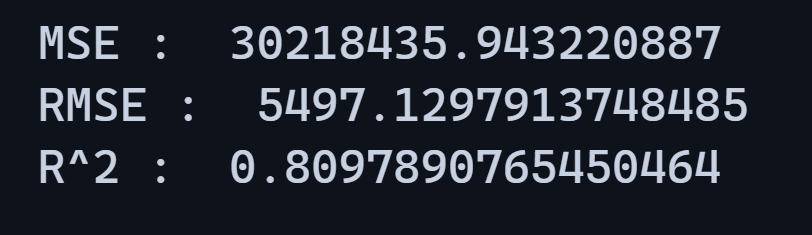 MSE :  30218435.943220887
RMSE :  5497.1297913748485
R^2 :  0.8097890765450464